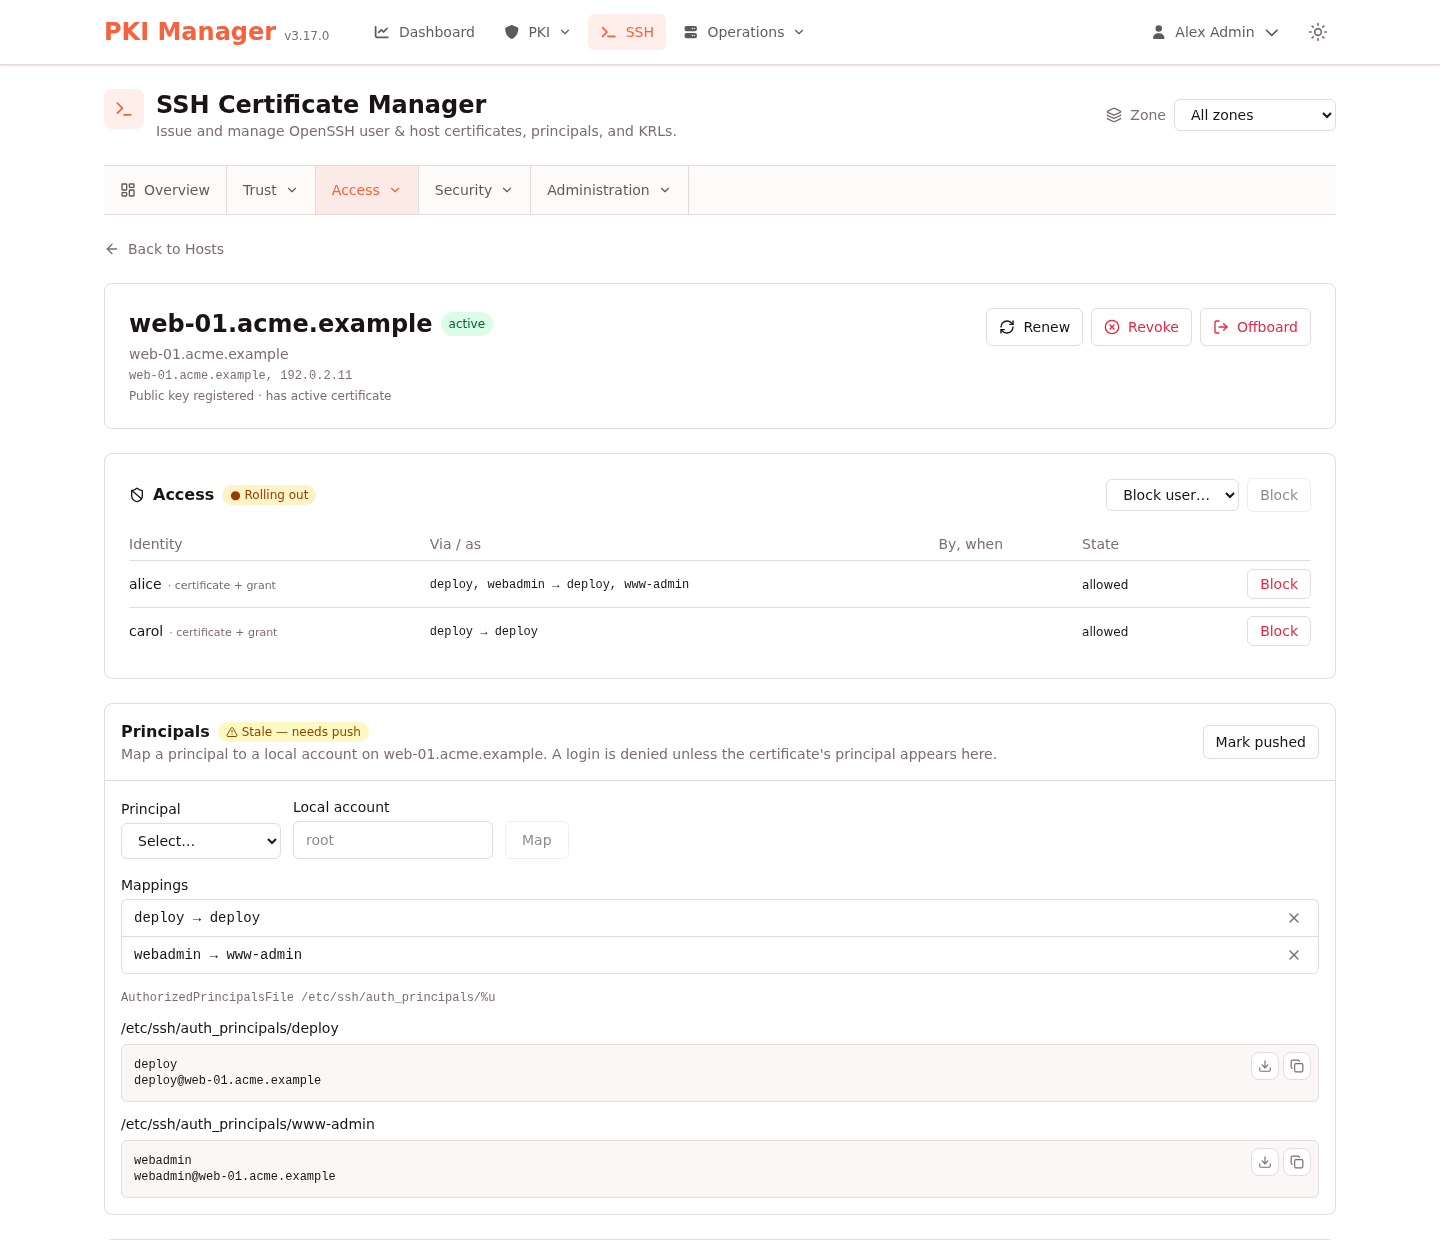 PKI Manager v3.17.0 Dashboard PKI SSH Operations Alex Admin
SSH Certificate Manager
Issue and manage OpenSSH user & host certificates, principals, and KRLs.
Zone All zones
Overview Trust Access Security Administration
Back to Hosts
web-01.acme.example active
Renew Revoke Offboard
web-01.acme.example
web-01.acme.example, 192.0.2.11
Public key registered · has active certificate
Access Rolling out Block user... Block
Identity Via / as By, when State
alice · certificate + grant deploy, webadmin → deploy, www-admin allowed Block
carol · certificate + grant deploy → deploy allowed Block
Principals Stale — needs push
Map a principal to a local account on web-01.acme.example. A login is denied unless the certificate's principal appears here.
Mark pushed
Principal Local account
Select... root Map
Mappings
deploy → deploy
webadmin → www-admin
AuthorizedPrincipalsFile /etc/ssh/auth_principals/%u
/etc/ssh/auth_principals/deploy
deploy
deploy@web-01.acme.example
/etc/ssh/auth_principals/www-admin
webadmin
webadmin@web-01.acme.example